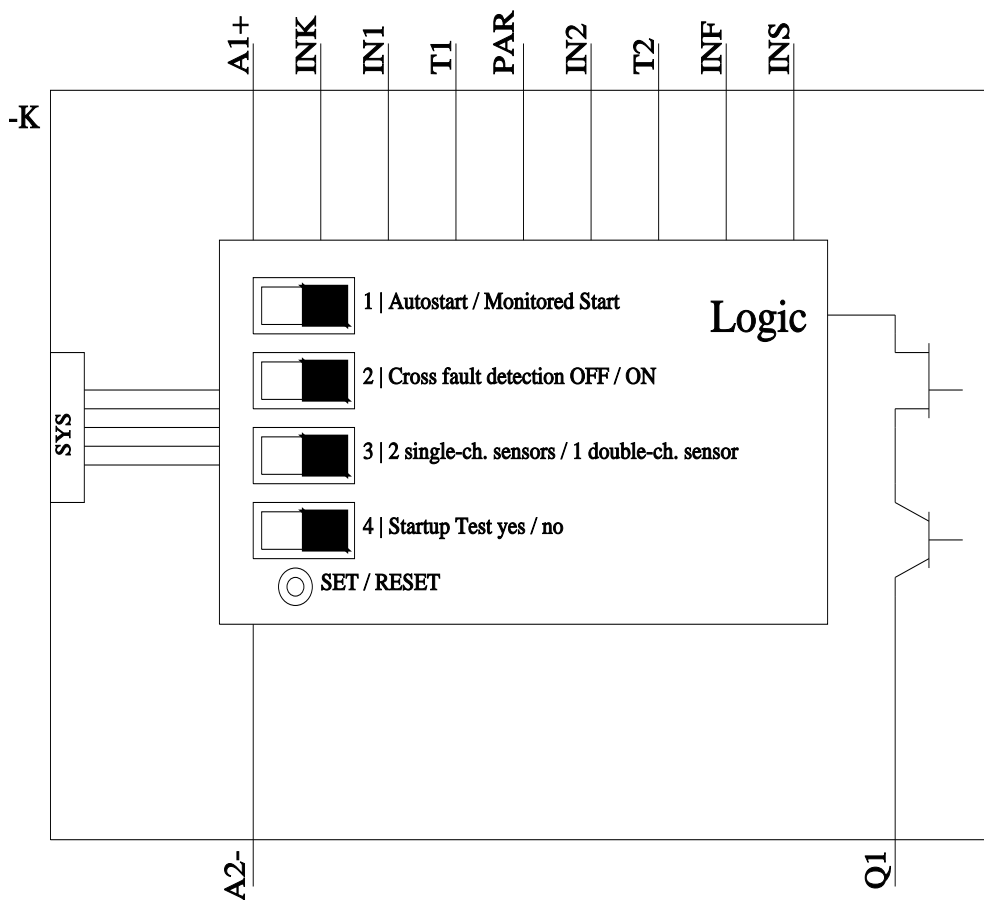 A1+
INK
IN1
T1
PAR
IN2
T2
INF
INS
-K
1 | Autostart / Monitored Start
Logic
2 | Cross fault detection OFF / ON
SYS
3 | 2 single-ch. sensors / 1 double-ch. sensor
4 | Startup Test yes / no
SET / RESET
A2-
Q1